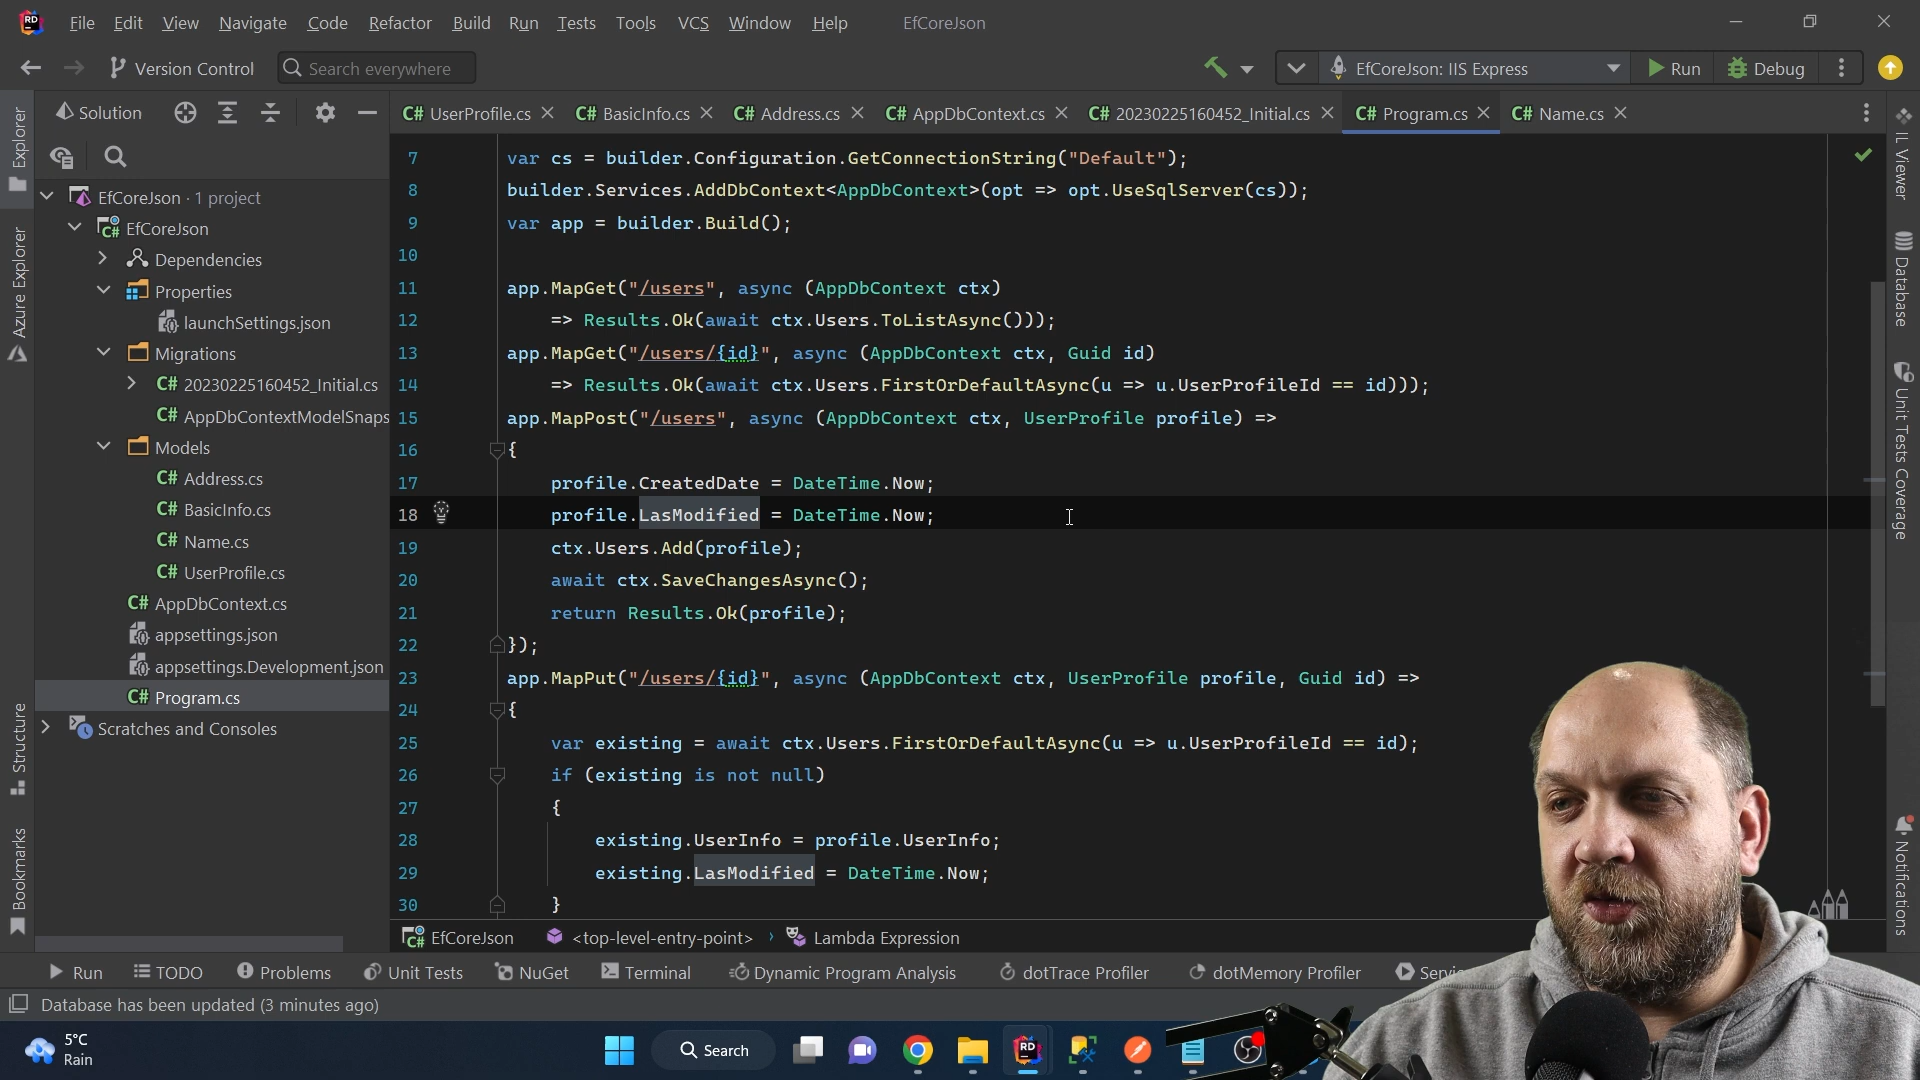 File Edit View Navigate Code Refactor Build Run Tests Tools VCS Window Help EfCoreJson
Version Control Search everywhere EfCoreJson: IIS Express Run Debug
Solution
UserProfile.cs BasicInfo.cs Address.cs AppDbContext.cs 20230225160452_Initial.cs Program.cs Name.cs
Explorer
Azure Explorer
Structure
Bookmarks
EfCoreJson · 1 project
EfCoreJson
Dependencies
Properties
launchSettings.json
Migrations
C# 20230225160452_Initial.cs
C# AppDbContextModelSnaps
Models
C# Address.cs
C# BasicInfo.cs
C# Name.cs
C# UserProfile.cs
C# AppDbContext.cs
appsettings.json
appsettings.Development.json
C# Program.cs
Scratches and Consoles
7 var cs = builder.Configuration.GetConnectionString("Default");
8 builder.Services.AddDbContext<AppDbContext>(opt => opt.UseSqlServer(cs));
9 var app = builder.Build();
10
11 app.MapGet("/users", async (AppDbContext ctx)
12 => Results.Ok(await ctx.Users.ToListAsync()));
13 app.MapGet("/users/{id}", async (AppDbContext ctx, Guid id)
14 => Results.Ok(await ctx.Users.FirstOrDefaultAsync(u => u.UserProfileId == id)));
15 app.MapPost("/users", async (AppDbContext ctx, UserProfile profile) =>
16 {
17 profile.CreatedDate = DateTime.Now;
18 profile.LasModified = DateTime.Now;
19 ctx.Users.Add(profile);
20 await ctx.SaveChangesAsync();
21 return Results.Ok(profile);
22 });
23 app.MapPut("/users/{id}", async (AppDbContext ctx, UserProfile profile, Guid id) =>
24 {
25 var existing = await ctx.Users.FirstOrDefaultAsync(u => u.UserProfileId == id);
26 if (existing is not null)
27 {
28 existing.UserInfo = profile.UserInfo;
29 existing.LasModified = DateTime.Now;
30 }
IL Viewer
Database
Unit Tests Coverage
Notifications
EfCoreJson <top-level-entry-point> › Lambda Expression
Run TODO Problems Unit Tests NuGet Terminal Dynamic Program Analysis dotTrace Profiler dotMemory Profiler
Database has been updated (3 minutes ago)
5°C
Rain
Search